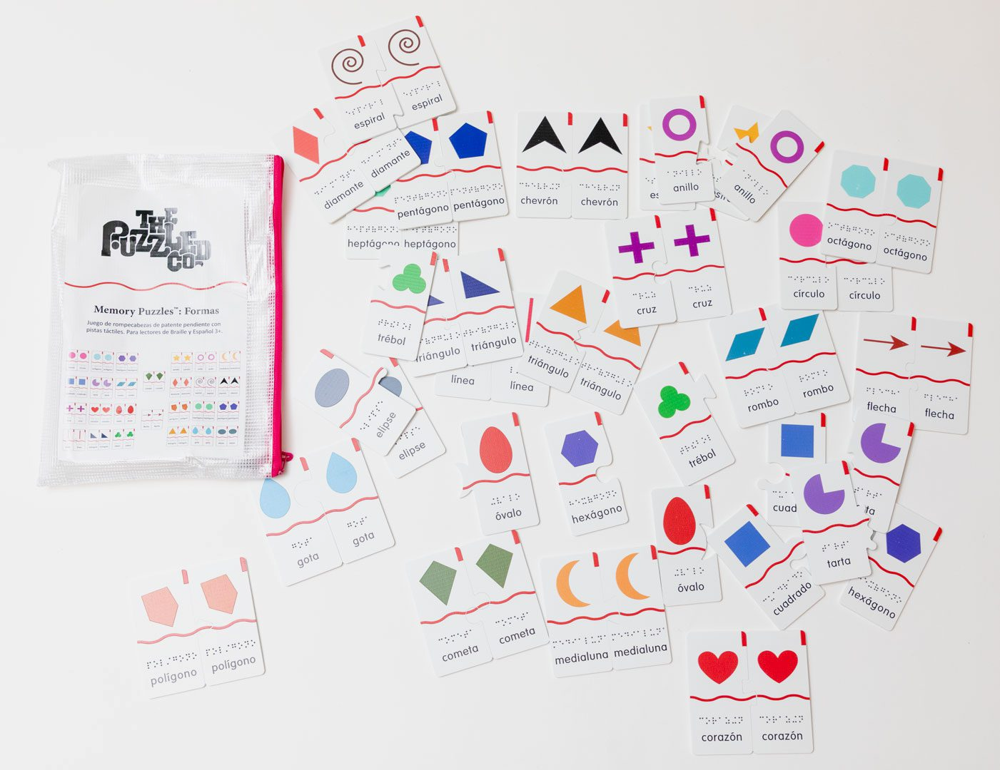 THE
PUZZLED
CO.
Memory Puzzles™: Formas
Juego de rompecabezas de patente pendiente con
pistas táctiles. Para lectores de Braille y Español 3+.
espiral
espiral
diamante
diamante
pentágono
pentágono
heptágono
heptágono
chevrón
chevrón
anillo
anillo
octágono
octágono
círculo
círculo
cruz
cruz
trébol
triángulo
triángulo
línea
línea
triángulo
triángulo
rombo
rombo
flecha
flecha
elipse
elipse
trébol
óvalo
hexágono
gota
gota
cuad
ta
tarta
cuadrado
hexágono
óvalo
cometa
cometa
medialuna
medialuna
polígono
polígono
corazón
corazón